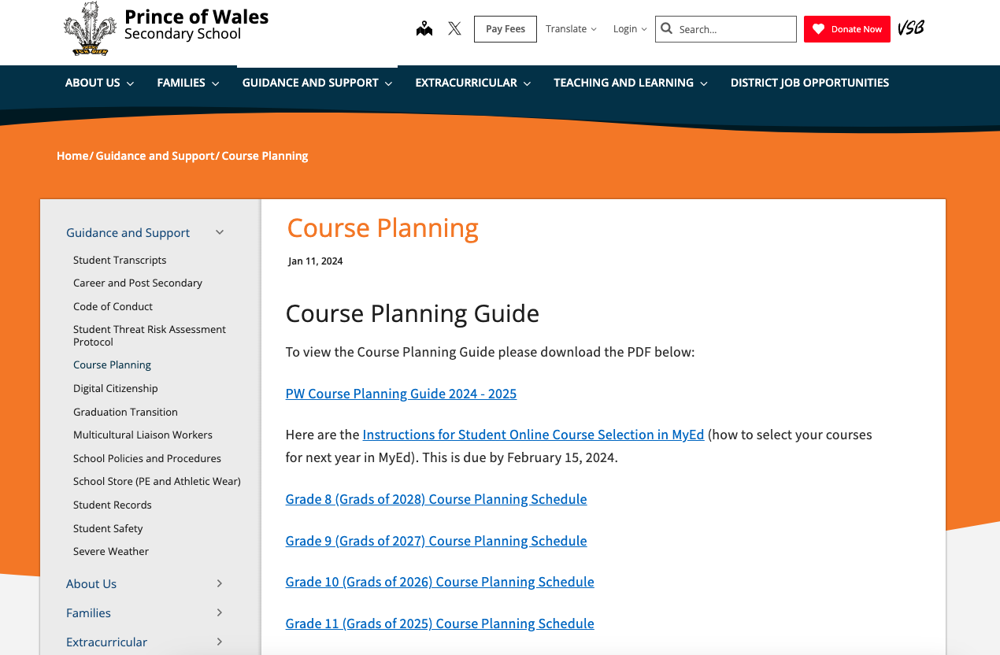 Prince of Wales
Secondary School
Pay Fees
Translate
Login
Search...
Donate Now
VSB
ICH DIEN
ABOUT US
FAMILIES
GUIDANCE AND SUPPORT
EXTRACURRICULAR
TEACHING AND LEARNING
DISTRICT JOB OPPORTUNITIES
Home/ Guidance and Support/ Course Planning
Guidance and Support
Student Transcripts
Career and Post Secondary
Code of Conduct
Student Threat Risk Assessment
Protocol
Course Planning
Digital Citizenship
Graduation Transition
Multicultural Liaison Workers
School Policies and Procedures
School Store (PE and Athletic Wear)
Student Records
Student Safety
Severe Weather
About Us
Families
Extracurricular
Course Planning
Jan 11, 2024
Course Planning Guide
To view the Course Planning Guide please download the PDF below:
PW Course Planning Guide 2024 - 2025
Here are the Instructions for Student Online Course Selection in MyEd (how to select your courses
for next year in MyEd). This is due by February 15, 2024.
Grade 8 (Grads of 2028) Course Planning Schedule
Grade 9 (Grads of 2027) Course Planning Schedule
Grade 10 (Grads of 2026) Course Planning Schedule
Grade 11 (Grads of 2025) Course Planning Schedule